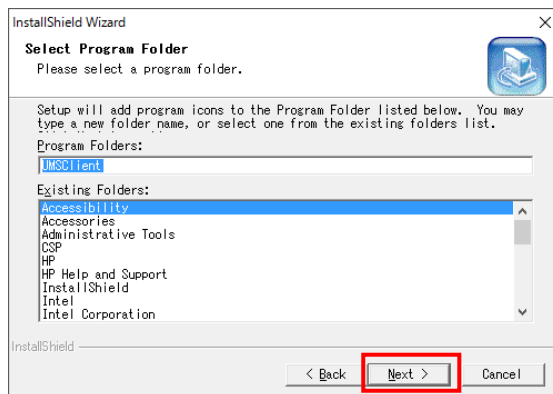 InstallShield Wizard
Select Program Folder
Please select a program folder.
Setup will add program icons to the Program Folder listed below. You may
type a new folder name, or select one from the existing folders list.
Program Folders:
UMSClient
Existing Folders:
Accessibility
Accessories
Administrative Tools
CSP
HP
HP Help and Support
InstallShield
Intel
Intel Corporation
InstallShield
< Back Next > Cancel